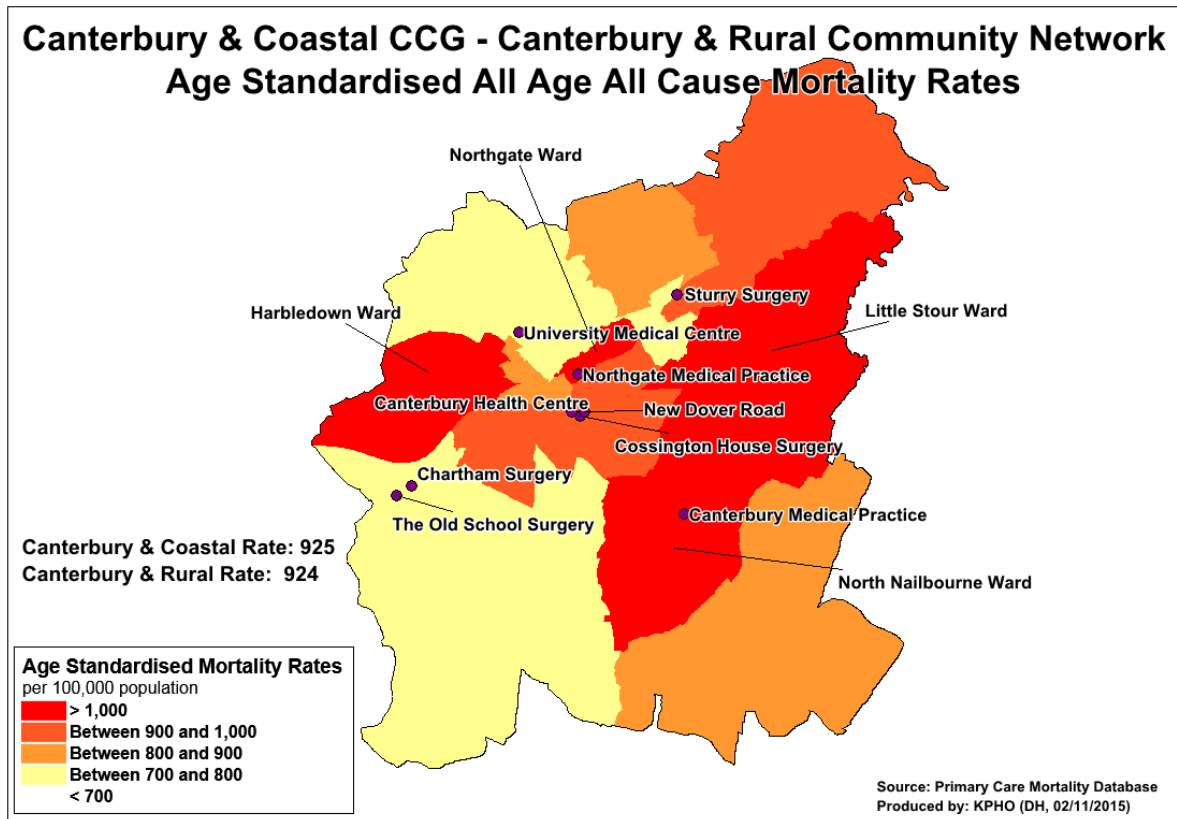 Canterbury & Coastal CCG - Canterbury & Rural Community Network
Age Standardised All Age All Cause Mortality Rates
Northgate Ward
Sturry Surgery
Harbledown Ward
Little Stour Ward
University Medical Centre
Northgate Medical Practice
Canterbury Health Centre
New Dover Road
Cossington House Surgery
Chartham Surgery
The Old School Surgery
Canterbury Medical Practice
Canterbury & Coastal Rate: 925
Canterbury & Rural Rate: 924
North Nailbourne Ward
Age Standardised Mortality Rates
per 100,000 population
> 1,000
Between 900 and 1,000
Between 800 and 900
Between 700 and 800
< 700
Source: Primary Care Mortality Database
Produced by: KPHO (DH, 02/11/2015)